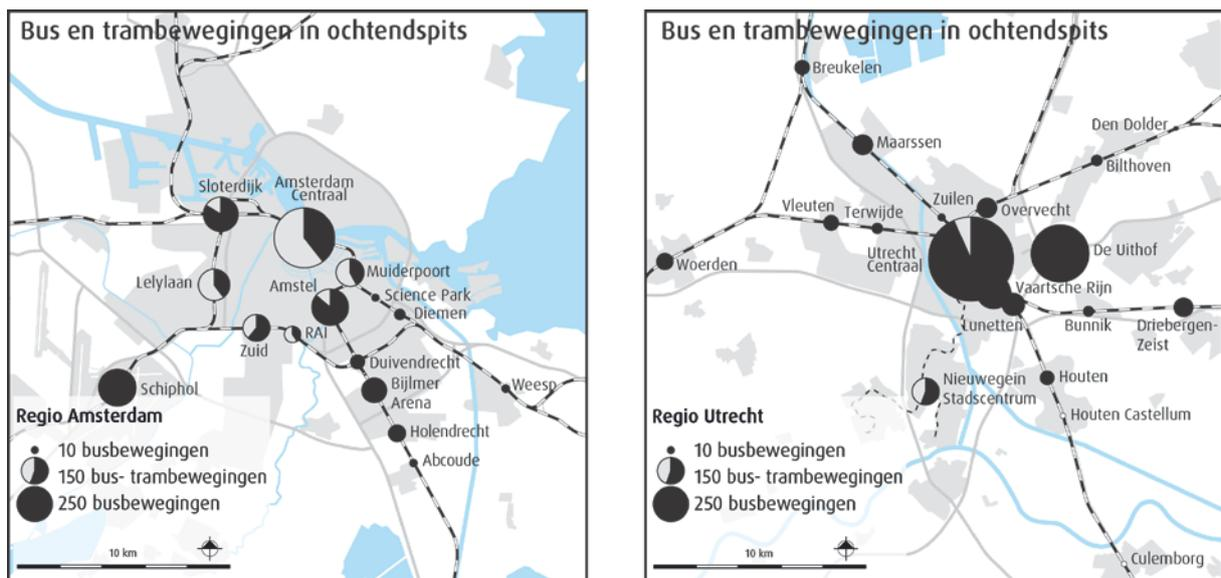 Bus en trambewegingen in ochtendspits
Sloterdijk
Amsterdam
Centraal
Lelylaan
Amstel
Muiderpoort
Science Park
Diemen
RAI
Zuid
Duivendrecht
Schiphol
Bijlmer
Arena
Weesp
Holendrecht
Abcoude
Regio Amsterdam
10 busbewegingen
150 bus- trambewegingen
250 busbewegingen
10 km
Bus en trambewegingen in ochtendspits
Breukelen
Maarssen
Den Dolder
Bilthoven
Zuilen
Vleuten
Terwijde
Overvecht
Utrecht
Centraal
De Uithof
Woerden
Vaartsche Rijn
Lunetten
Bunnik
Driebergen-
Zeist
Nieuwegein
Stadscentrum
Houten
Houten Castellum
Regio Utrecht
10 busbewegingen
150 bus- trambewegingen
250 busbewegingen
10 km
Culemborg